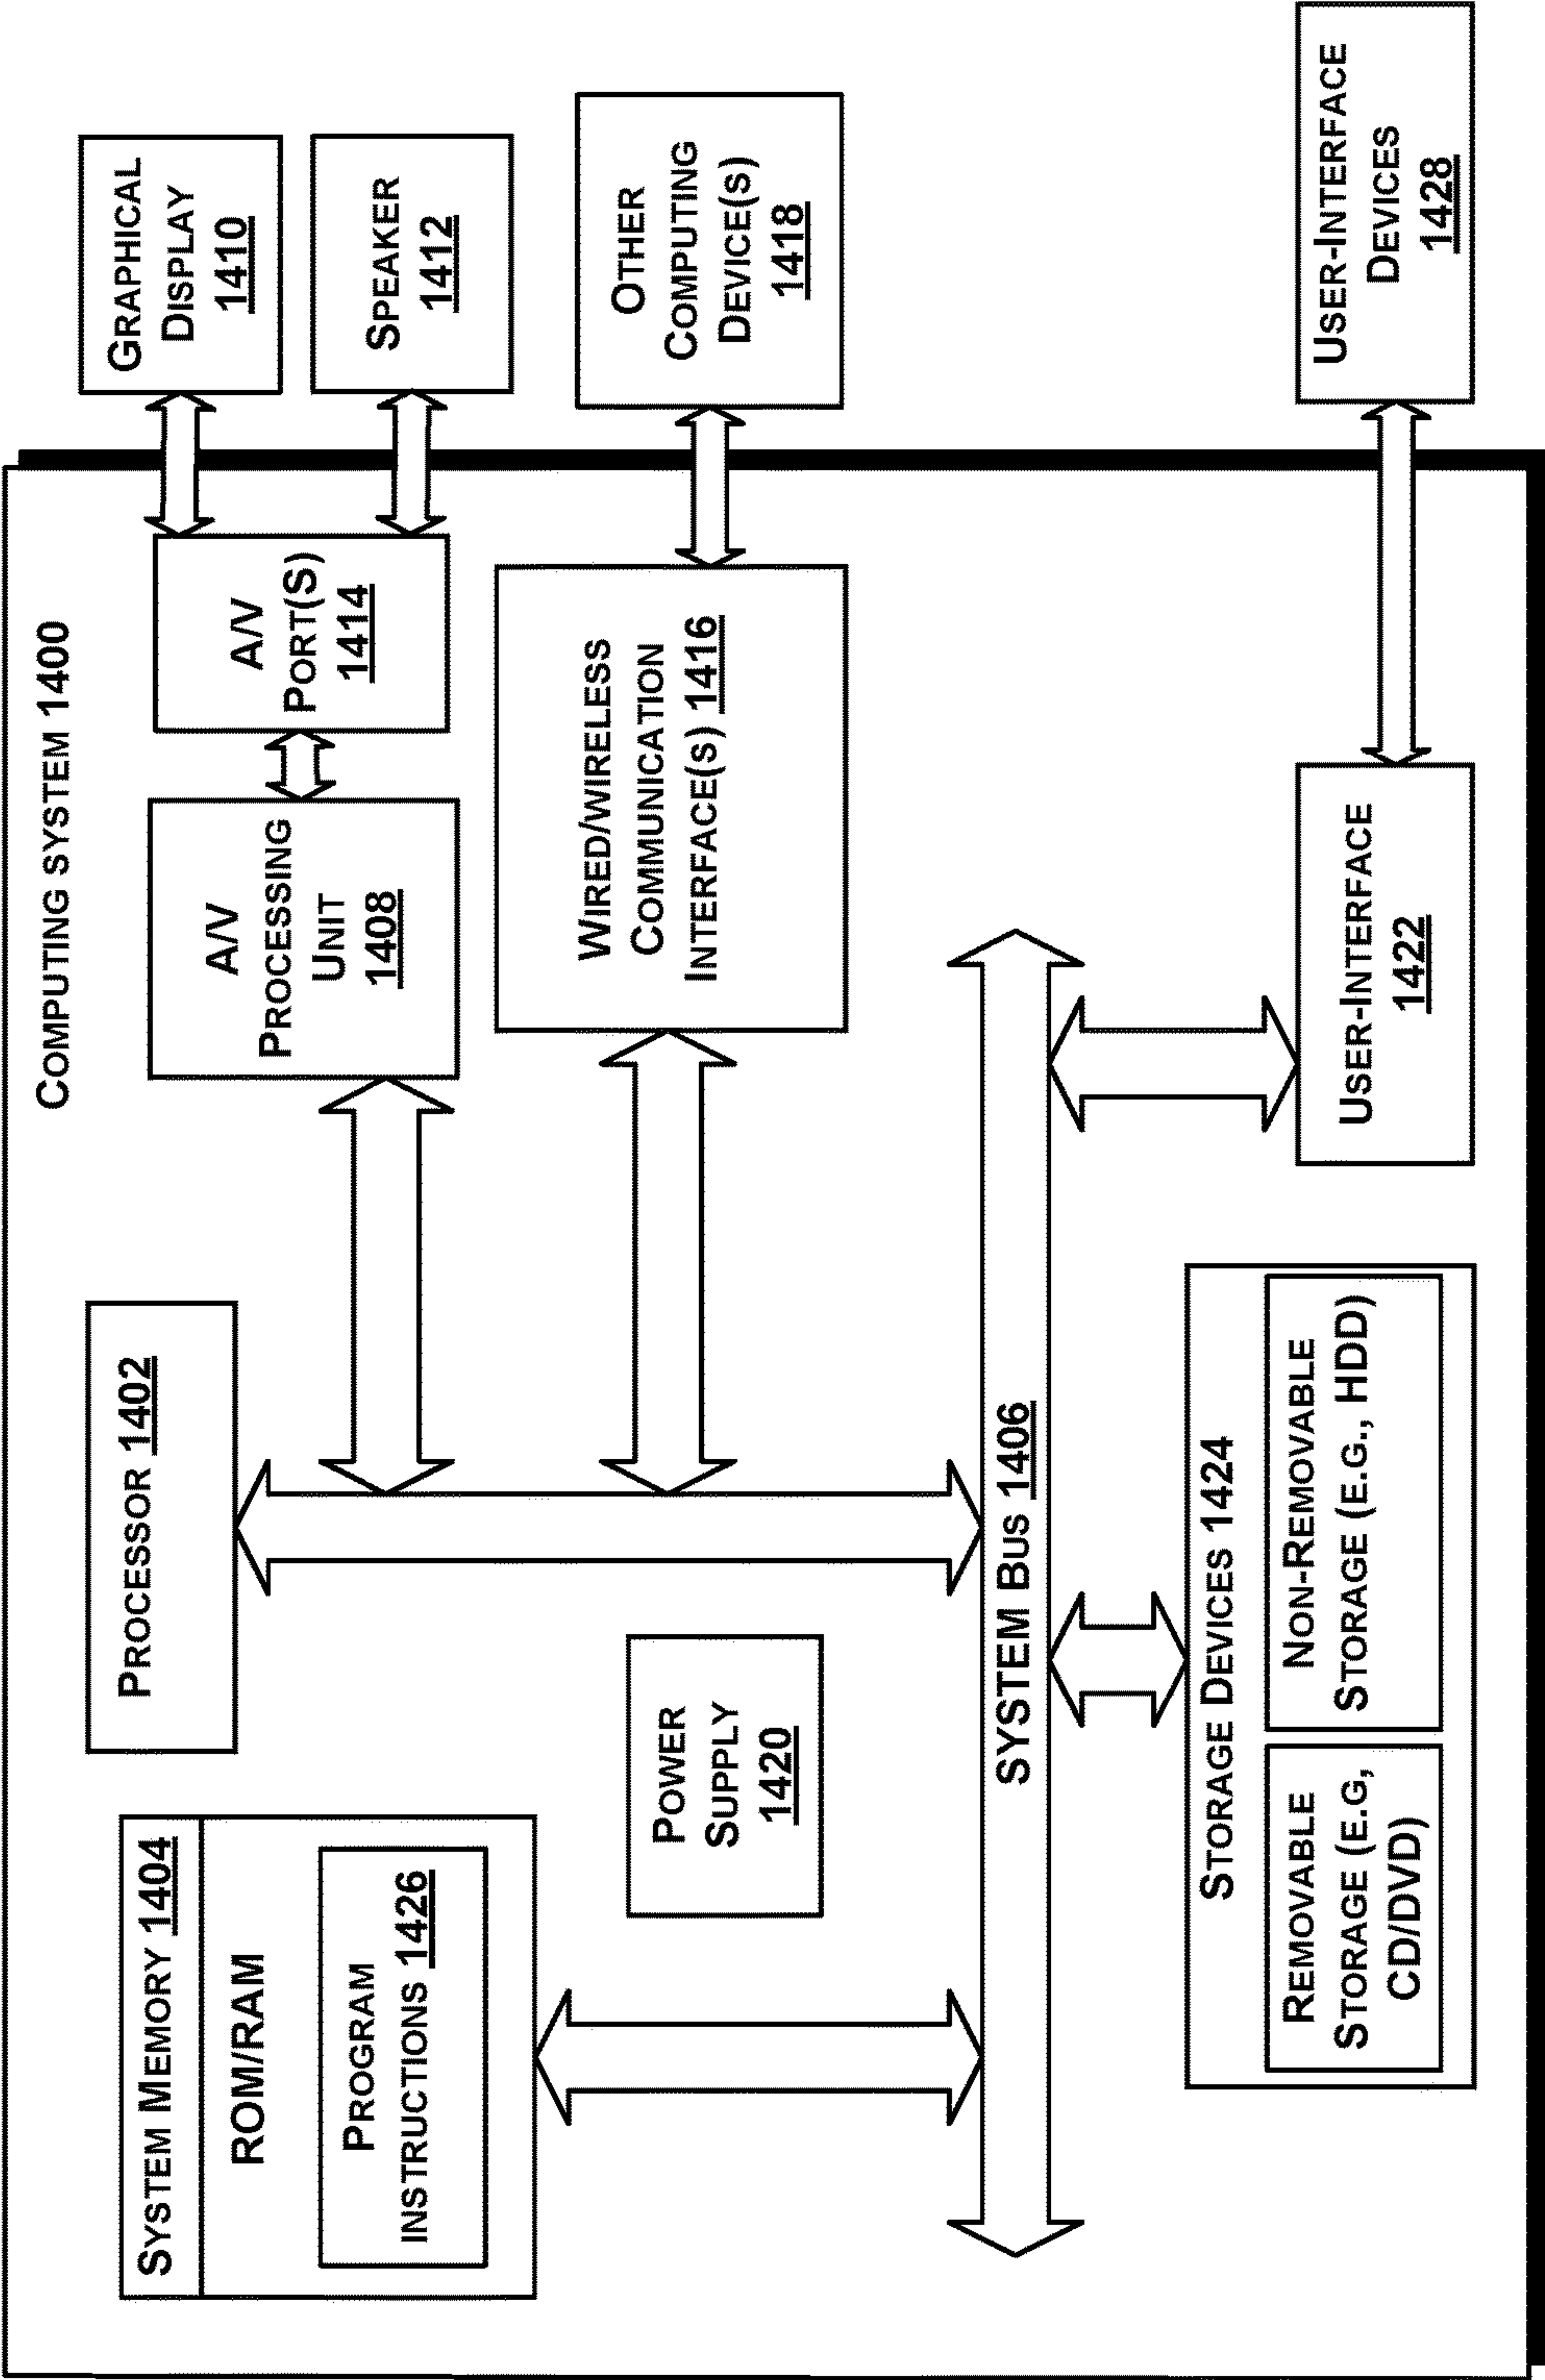 COMPUTING SYSTEM 1400
SYSTEM MEMORY 1404
ROM/RAM
PROGRAM
INSTRUCTIONS 1426
PROCESSOR 1402
A/V
PROCESSING
UNIT
1408
A/V
PORT(S)
1414
GRAPHICAL
DISPLAY
1410
SPEAKER
1412
WIRED/WIRELESS
COMMUNICATION
INTERFACE(S) 1416
OTHER
COMPUTING
DEVICE(S)
1418
POWER
SUPPLY
1420
SYSTEM BUS 1406
STORAGE DEVICES 1424
REMOVABLE
STORAGE (E.G,
CD/DVD)
NON-REMOVABLE
STORAGE (E.G., HDD)
USER-INTERFACE
1422
USER-INTERFACE
DEVICES
1428